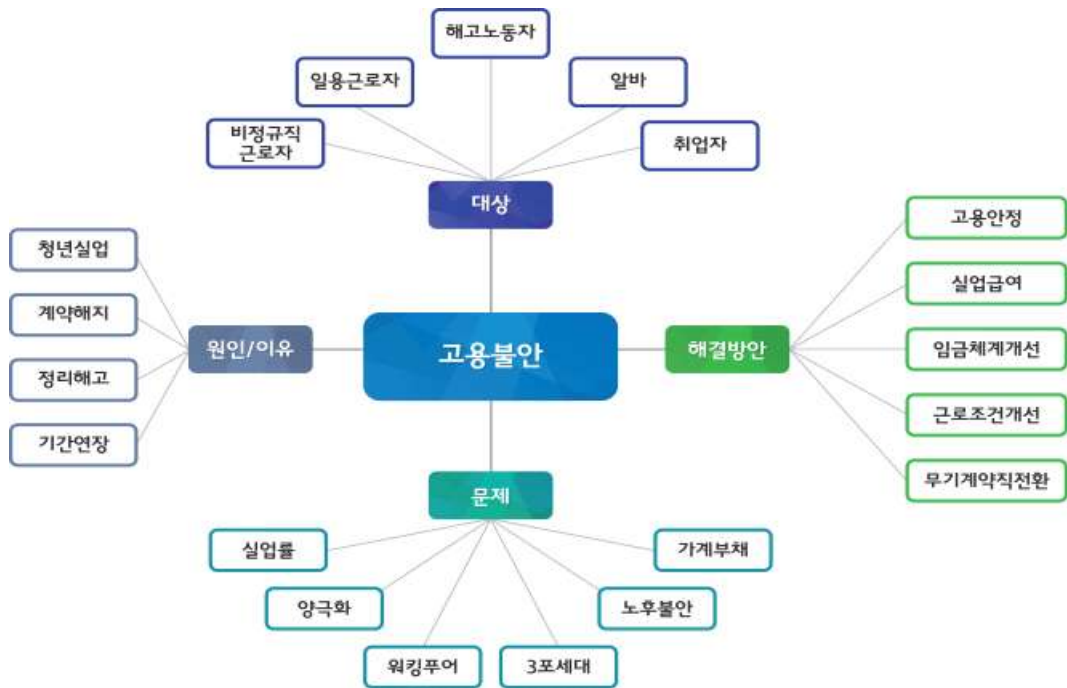 해고노동자
일용근로자
알바
비정규직
근로자
취업자
대상
청년실업
계약해지
정리해고
기간연장
원인/이유
고용불안
해결방안
고용안정
실업급여
임금체계개선
근로조건개선
무기계약직전환
문제
실업률
가계부채
양극화
노후불안
워킹푸어
3포세대